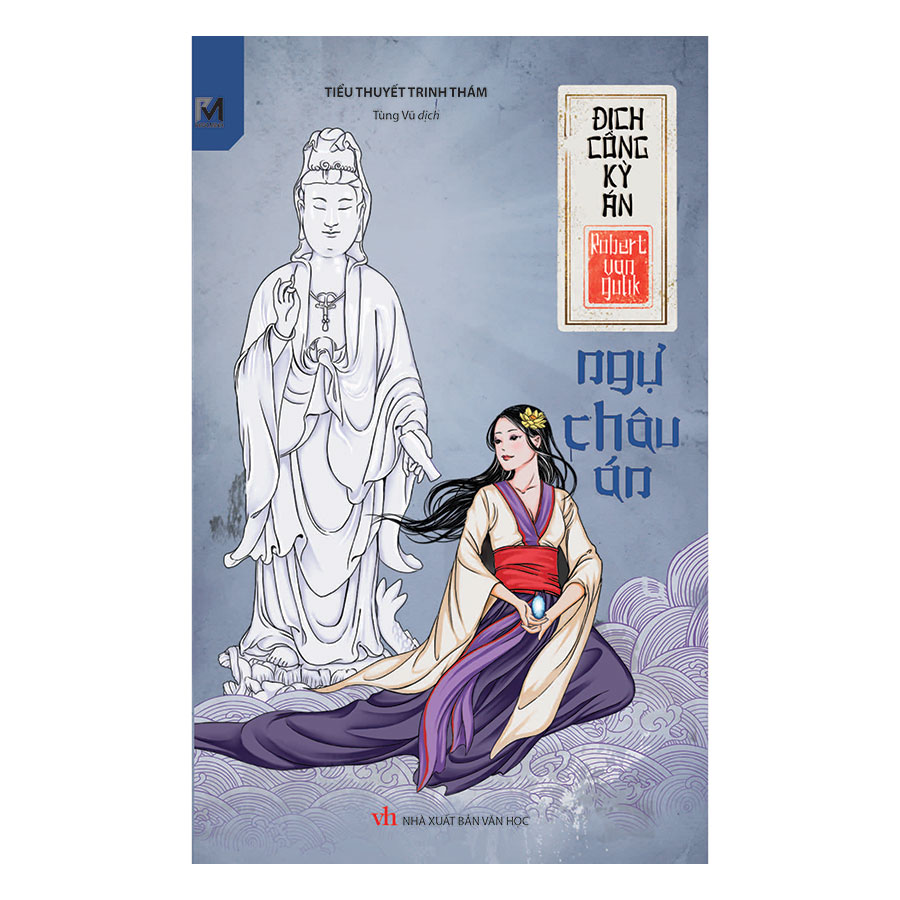 TIỂU THUYẾT TRINH THÁM
Tùng Vũ dịch
ĐỊCH
CÔNG
KỲ
ÁN
Robert
van
gulik
ngự
châu
án
vh NHÀ XUẤT BẢN VĂN HỌC